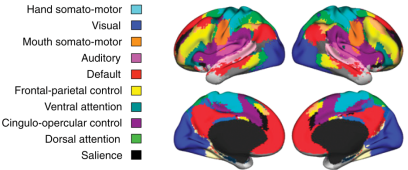 Hand somato-motor
Visual
Mouth somato-motor
Auditory
Default
Frontal-parietal control
Ventral attention
Cingulo-opercular control
Dorsal attention
Salience